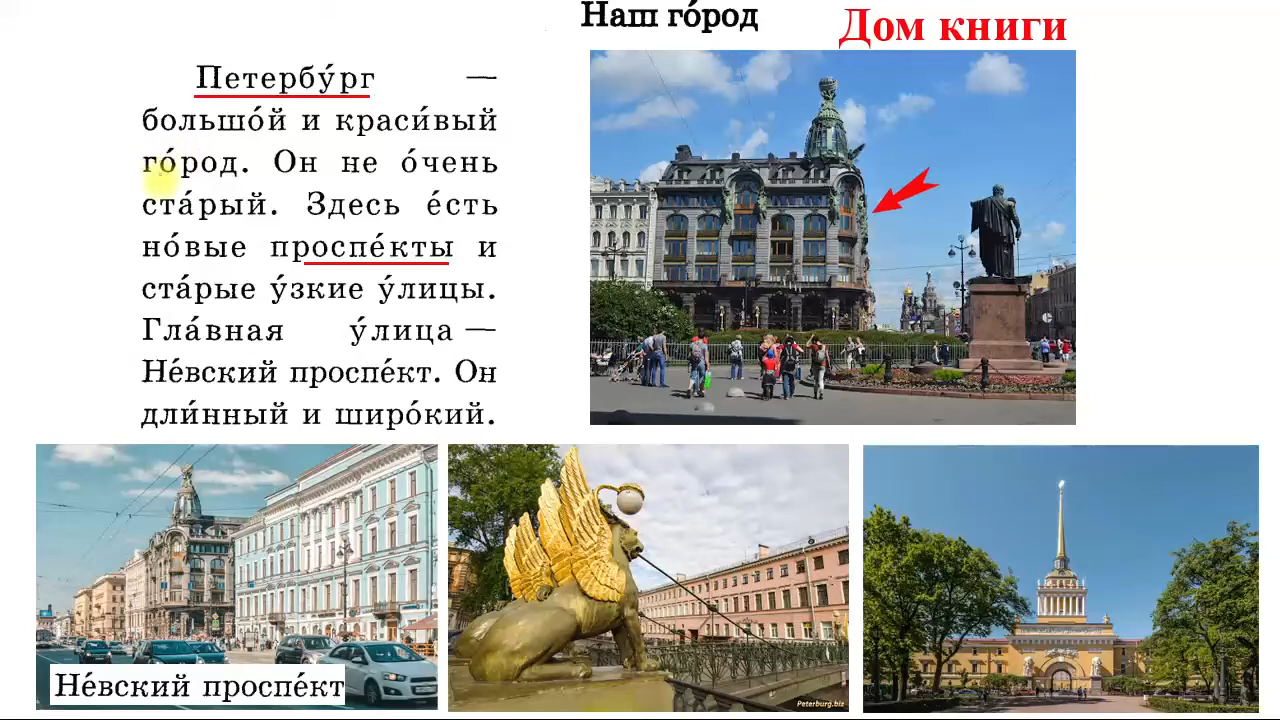 Наш го́род
Дом книги
Петербу́рг —
большо́й и краси́вый
го́род. Он не о́чень
ста́рый. Здесь е́сть
но́вые проспе́кты и
ста́рые у́зкие у́лицы.
Гла́вная у́лица —
Не́вский проспе́кт. Он
дли́нный и широ́кий.
Не́вский проспе́кт
Peterburg.biz